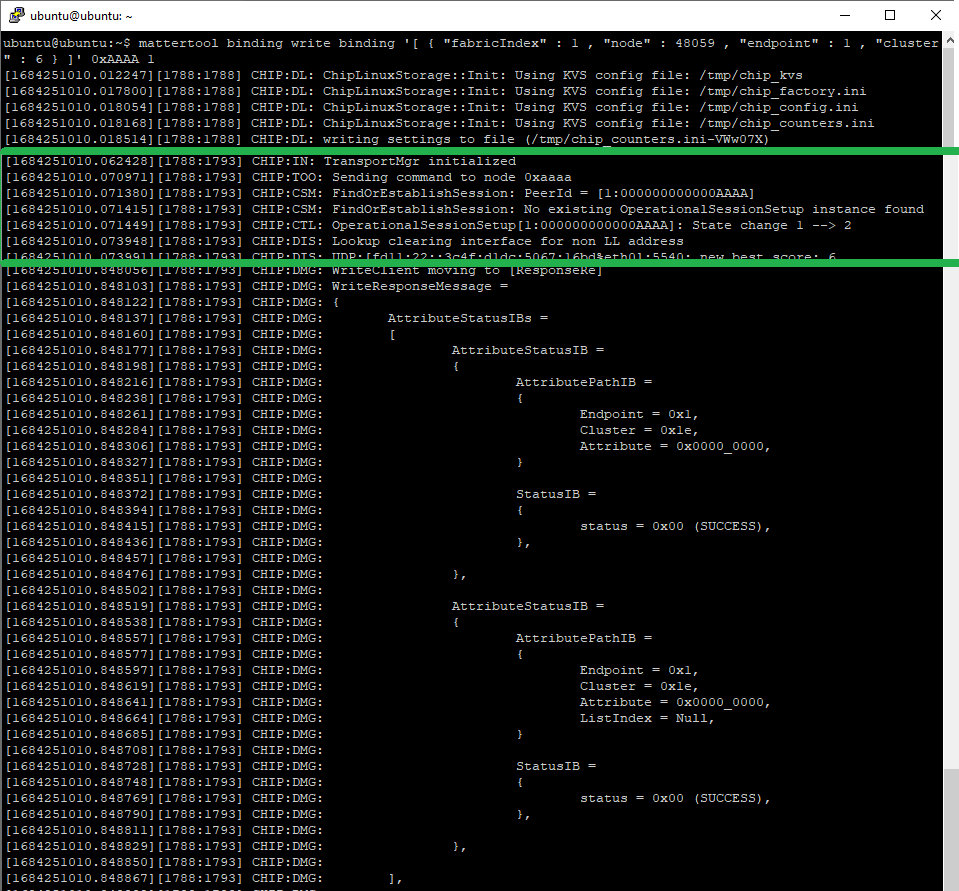 ubuntu@ubuntu: ~
ubuntu@ubuntu:~$ mattertool binding write binding '[ { "fabricIndex" : 1 , "node" : 48059 , "endpoint" : 1 , "cluster
" : 6 } ]' 0xAAAA 1
[1684251010.012247][1788:1788] CHIP:DL: ChipLinuxStorage::Init: Using KVS config file: /tmp/chip_kvs
[1684251010.017800][1788:1788] CHIP:DL: ChipLinuxStorage::Init: Using KVS config file: /tmp/chip_factory.ini
[1684251010.018054][1788:1788] CHIP:DL: ChipLinuxStorage::Init: Using KVS config file: /tmp/chip_config.ini
[1684251010.018168][1788:1788] CHIP:DL: ChipLinuxStorage::Init: Using KVS config file: /tmp/chip_counters.ini
[1684251010.018514][1788:1788] CHIP:DL: writing settings to file (/tmp/chip_counters.ini-VWw07X)
[1684251010.062428][1788:1793] CHIP:IN: TransportMgr initialized
[1684251010.070971][1788:1793] CHIP:TOO: Sending command to node 0xaaaa
[1684251010.071380][1788:1793] CHIP:CSM: FindOrEstablishSession: PeerId = [1:000000000000AAAA]
[1684251010.071415][1788:1793] CHIP:CSM: FindOrEstablishSession: No existing OperationalSessionSetup instance found
[1684251010.071449][1788:1793] CHIP:CTL: OperationalSessionSetup[1:000000000000AAAA]: State change 1 --> 2
[1684251010.073948][1788:1793] CHIP:DIS: Lookup clearing interface for non LL address
[1684251010.073991][1788:1793] CHIP:DIS: UDP:[fd11:22::3c4f:d1dc:5067:16bd%eth0]:5540: new best score: 6
[1684251010.848056][1788:1793] CHIP:DMG: WriteClient moving to [ResponseRe]
[1684251010.848103][1788:1793] CHIP:DMG: WriteResponseMessage =
[1684251010.848122][1788:1793] CHIP:DMG: {
[1684251010.848137][1788:1793] CHIP:DMG: AttributeStatusIBs =
[1684251010.848160][1788:1793] CHIP:DMG: [
[1684251010.848177][1788:1793] CHIP:DMG: AttributeStatusIB =
[1684251010.848198][1788:1793] CHIP:DMG: {
[1684251010.848216][1788:1793] CHIP:DMG: AttributePathIB =
[1684251010.848238][1788:1793] CHIP:DMG: {
[1684251010.848261][1788:1793] CHIP:DMG: Endpoint = 0x1,
[1684251010.848284][1788:1793] CHIP:DMG: Cluster = 0x1e,
[1684251010.848306][1788:1793] CHIP:DMG: Attribute = 0x0000_0000,
[1684251010.848327][1788:1793] CHIP:DMG: }
[1684251010.848351][1788:1793] CHIP:DMG:
[1684251010.848372][1788:1793] CHIP:DMG: StatusIB =
[1684251010.848394][1788:1793] CHIP:DMG: {
[1684251010.848415][1788:1793] CHIP:DMG: status = 0x00 (SUCCESS),
[1684251010.848436][1788:1793] CHIP:DMG: },
[1684251010.848457][1788:1793] CHIP:DMG:
[1684251010.848476][1788:1793] CHIP:DMG: },
[1684251010.848502][1788:1793] CHIP:DMG:
[1684251010.848519][1788:1793] CHIP:DMG: AttributeStatusIB =
[1684251010.848538][1788:1793] CHIP:DMG: {
[1684251010.848557][1788:1793] CHIP:DMG: AttributePathIB =
[1684251010.848577][1788:1793] CHIP:DMG: {
[1684251010.848597][1788:1793] CHIP:DMG: Endpoint = 0x1,
[1684251010.848619][1788:1793] CHIP:DMG: Cluster = 0x1e,
[1684251010.848641][1788:1793] CHIP:DMG: Attribute = 0x0000_0000,
[1684251010.848664][1788:1793] CHIP:DMG: ListIndex = Null,
[1684251010.848685][1788:1793] CHIP:DMG: }
[1684251010.848708][1788:1793] CHIP:DMG:
[1684251010.848728][1788:1793] CHIP:DMG: StatusIB =
[1684251010.848748][1788:1793] CHIP:DMG: {
[1684251010.848769][1788:1793] CHIP:DMG: status = 0x00 (SUCCESS),
[1684251010.848790][1788:1793] CHIP:DMG: },
[1684251010.848811][1788:1793] CHIP:DMG:
[1684251010.848829][1788:1793] CHIP:DMG: },
[1684251010.848850][1788:1793] CHIP:DMG:
[1684251010.848867][1788:1793] CHIP:DMG: ],